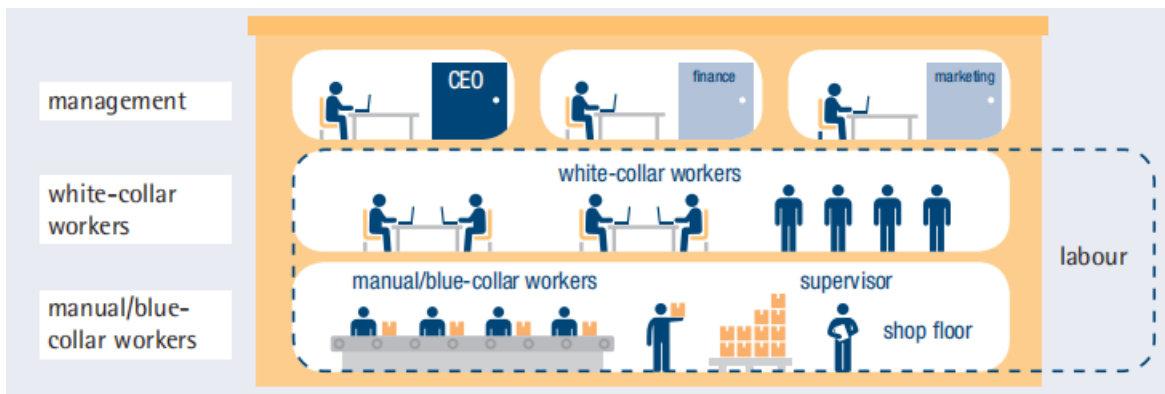 management
CEO
finance
marketing
white-collar
workers
white-collar workers
labour
manual/blue-
collar workers
manual/blue-collar workers
supervisor
shop floor